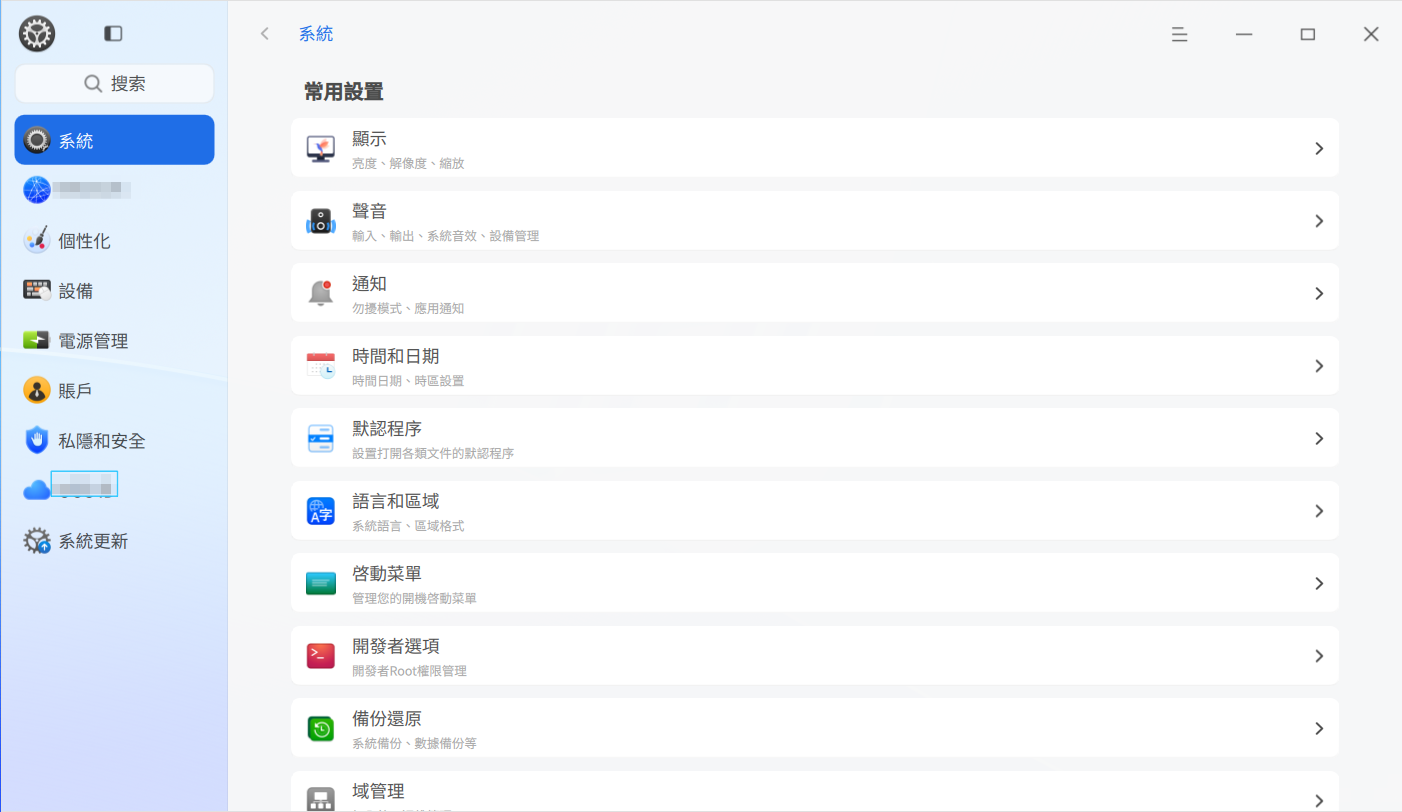 系統
搜索
系統
個性化
設備
電源管理
賬戶
私隱和安全
系統更新
常用設置
顯示
亮度、解像度、縮放
聲音
輸入、輸出、系統音效、設備管理
通知
勿擾模式、應用通知
時間和日期
時間日期、時區設置
默認程序
設置打開各類文件的默認程序
語言和區域
系統語言、區域格式
啓動菜單
管理您的開機啓動菜單
開發者選項
開發者Root權限管理
備份還原
系統備份、數據備份等
域管理